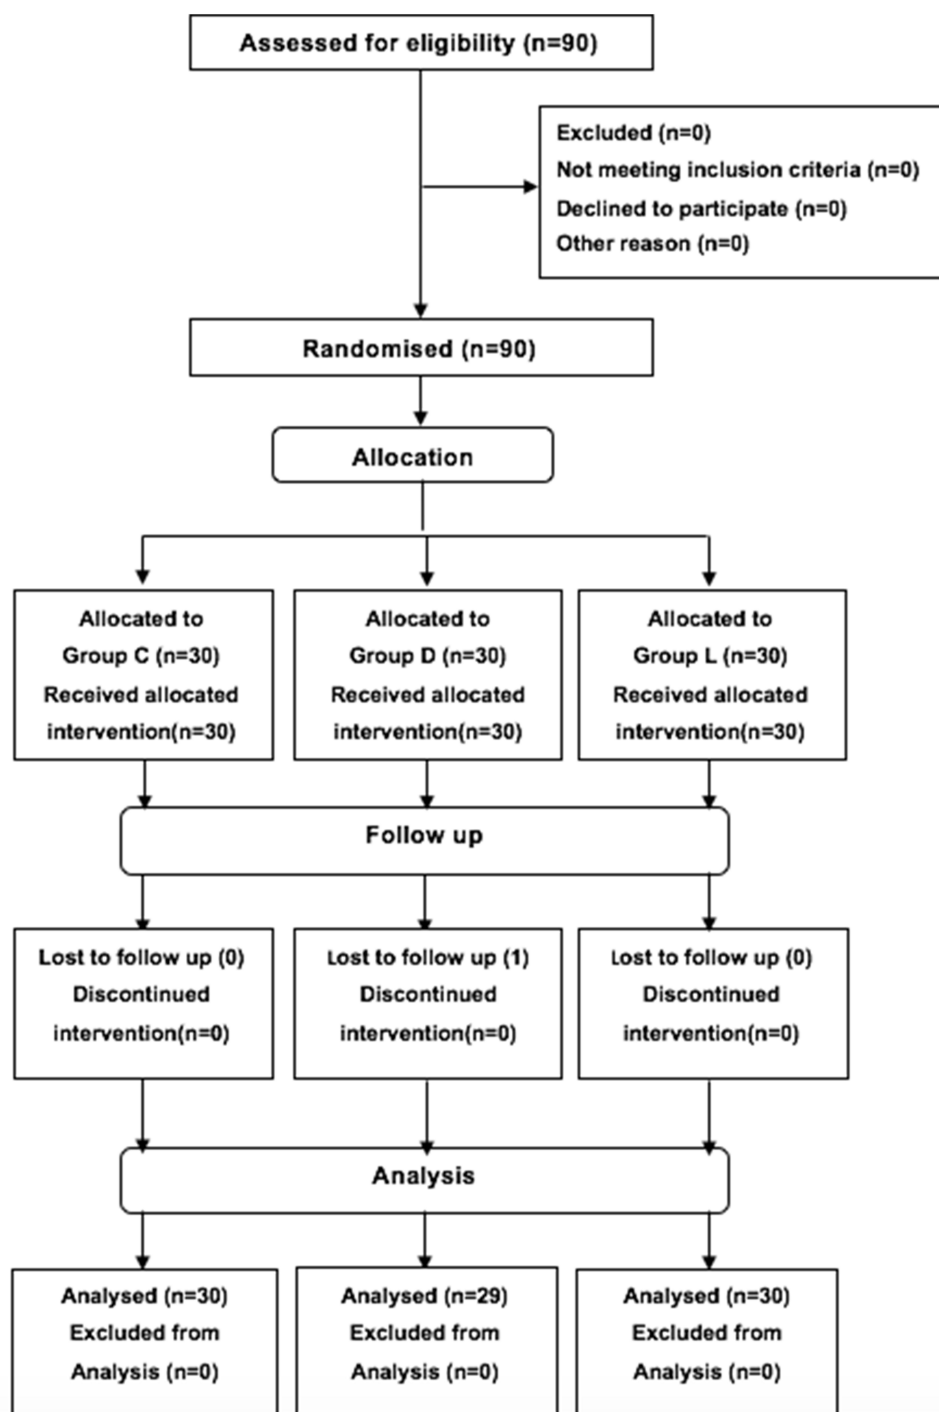 Assessed for eligibility (n=90)
Excluded (n=0)
Not meeting inclusion criteria (n=0)
Declined to participate (n=0)
Other reason (n=0)
Randomised (n=90)
Allocation
Allocated to
Group C (n=30)
Received allocated
intervention(n=30)
Allocated to
Group D (n=30)
Received allocated
intervention(n=30)
Allocated to
Group L (n=30)
Received allocated
intervention(n=30)
Follow up
Lost to follow up (0)
Discontinued
intervention(n=0)
Lost to follow up (1)
Discontinued
intervention(n=0)
Lost to follow up (0)
Discontinued
intervention(n=0)
Analysis
Analysed (n=30)
Excluded from
Analysis (n=0)
Analysed (n=29)
Excluded from
Analysis (n=0)
Analysed (n=30)
Excluded from
Analysis (n=0)